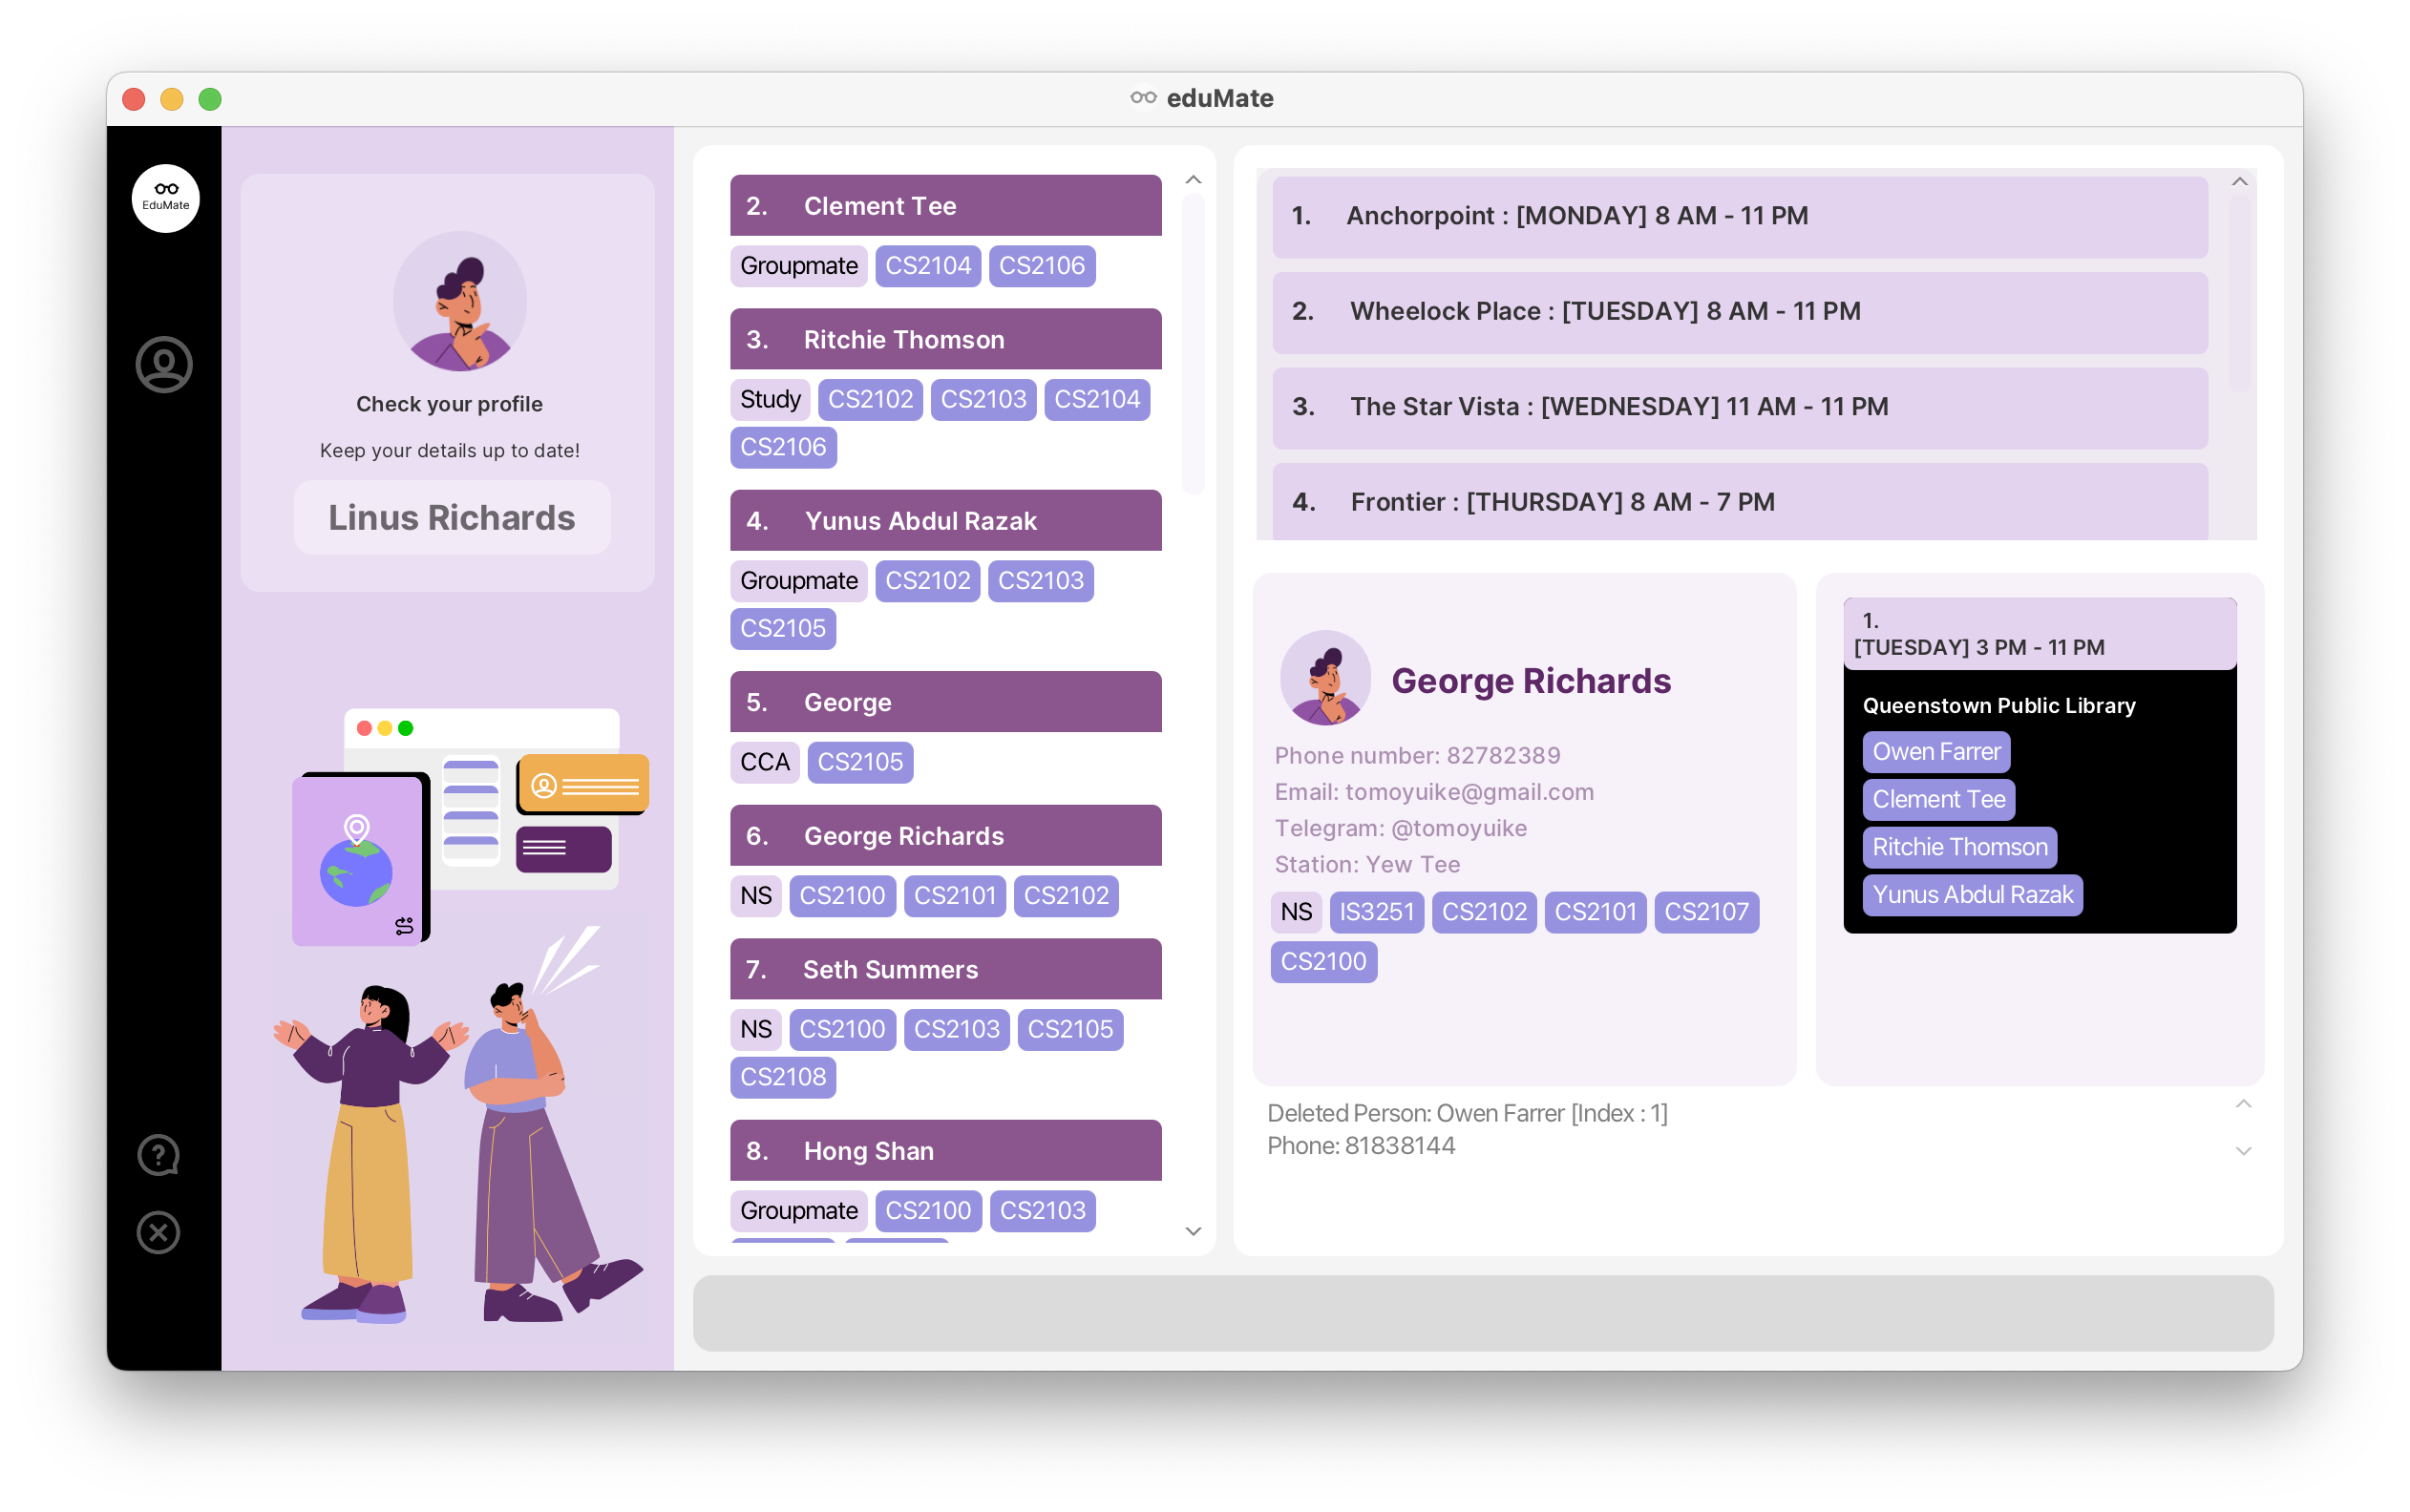 eduMate
EduMate
Check your profile
Keep your details up to date!
Linus Richards
2. Clement Tee
Groupmate CS2104 CS2106
3. Ritchie Thomson
Study CS2102 CS2103 CS2104
CS2106
4. Yunus Abdul Razak
Groupmate CS2102 CS2103
CS2105
5. George
CCA CS2105
6. George Richards
NS CS2100 CS2101 CS2102
7. Seth Summers
NS CS2100 CS2103 CS2105
CS2108
8. Hong Shan
Groupmate CS2100 CS2103
1. Anchorpoint : [MONDAY] 8 AM - 11 PM
2. Wheelock Place : [TUESDAY] 8 AM - 11 PM
3. The Star Vista : [WEDNESDAY] 11 AM - 11 PM
4. Frontier : [THURSDAY] 8 AM - 7 PM
George Richards
Phone number: 82782389
Email: tomoyuike@gmail.com
Telegram: @tomoyuike
Station: Yew Tee
NS IS3251 CS2102 CS2101 CS2107
CS2100
1.
[TUESDAY] 3 PM - 11 PM
Queenstown Public Library
Owen Farrer
Clement Tee
Ritchie Thomson
Yunus Abdul Razak
Deleted Person: Owen Farrer [Index : 1]
Phone: 81838144